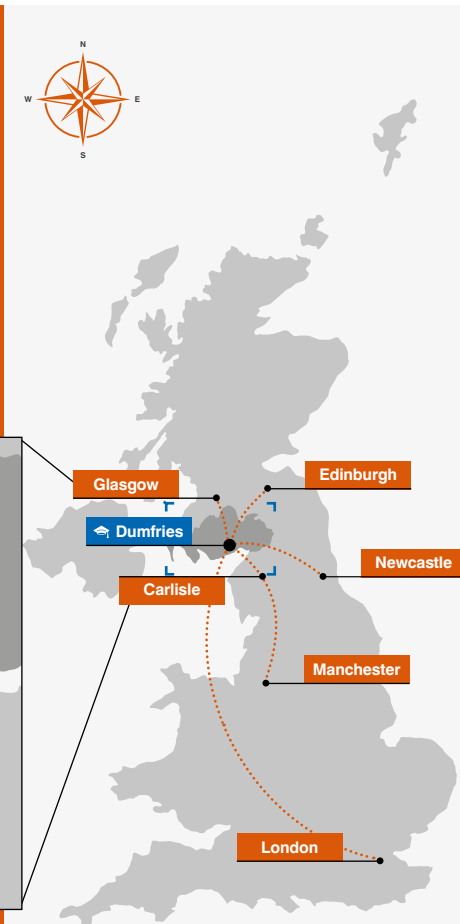 N
W E
S
Edinburgh
Glasgow
Dumfries
Newcastle
Carlisle
Manchester
London